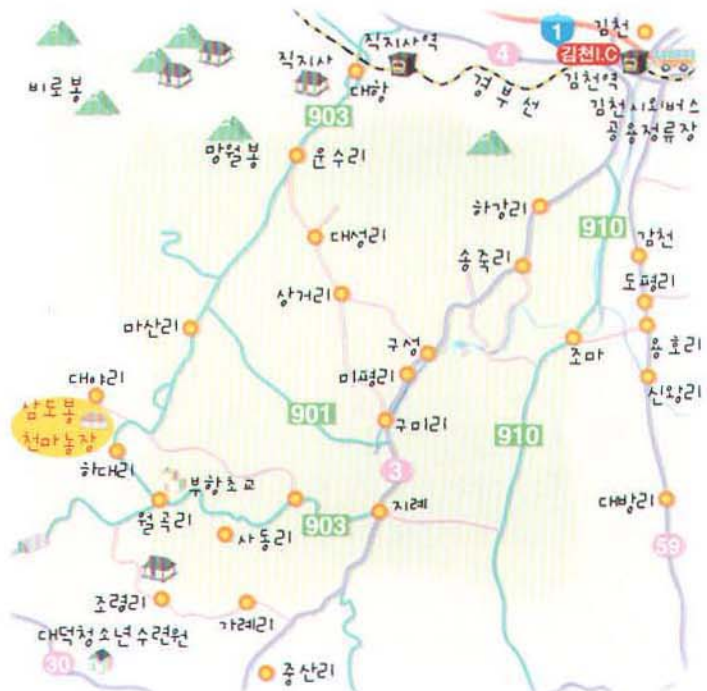 1
김천
직지사역
4
김천I.C
직지사
대항
경부선
김천역
비로봉
903
김천시외버스
공용정류장
망월봉
운수리
하강리
910
대성리
감천
송죽리
도평리
상거리
마산리
구성
조마
용호리
대야리
미평리
신왕리
삼도봉
천마농장
901
구미리
910
하대리
3
부항초교
월곡리
지례
대방리
사동리
903
59
조령리
가례리
대덕청소년수련원
30
중산리